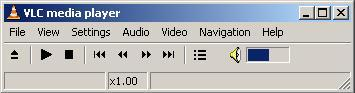 VLC media player
File View Settings Audio Video Navigation Help
x1.00